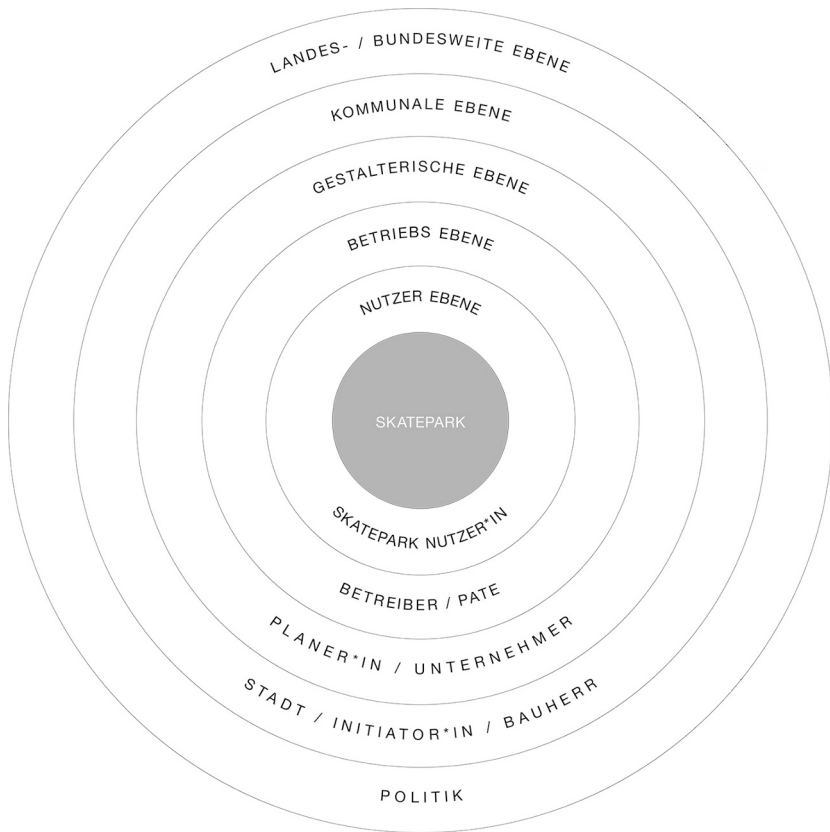 LANDES- / BUNDESWEITE EBENE
KOMMUNALE EBENE
GESTALTERISCHE EBENE
BETRIEBS EBENE
NUTZER EBENE
SKATEPARK
SKATEPARK NUTZER*IN
BETREIBER / PATE
PLANER*IN / UNTERNEHMER
STADT / INITIATOR*IN / BAUHERR
POLITIK